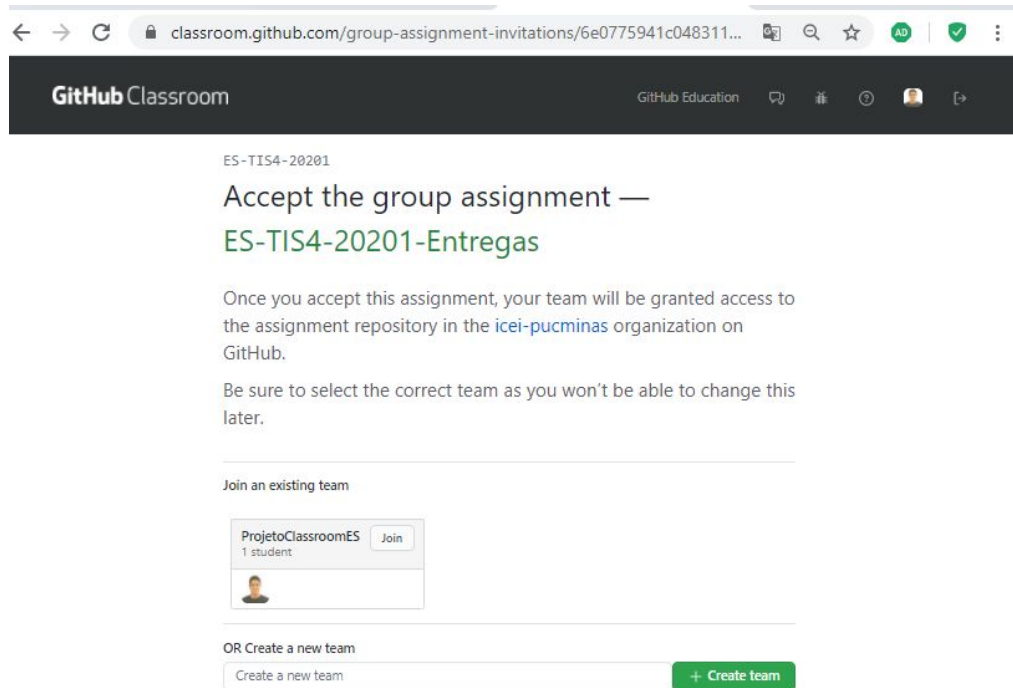 classroom.github.com/group-assignment-invitations/6e0775941c048311...
AD
GitHub Classroom
GitHub Education
ES-TIS4-20201
Accept the group assignment —
ES-TIS4-20201-Entregas
Once you accept this assignment, your team will be granted access to
the assignment repository in the icei-pucminas organization on
GitHub.
Be sure to select the correct team as you won't be able to change this
later.
Join an existing team
ProjetoClassroomES
Join
1 student
OR Create a new team
Create a new team
+ Create team